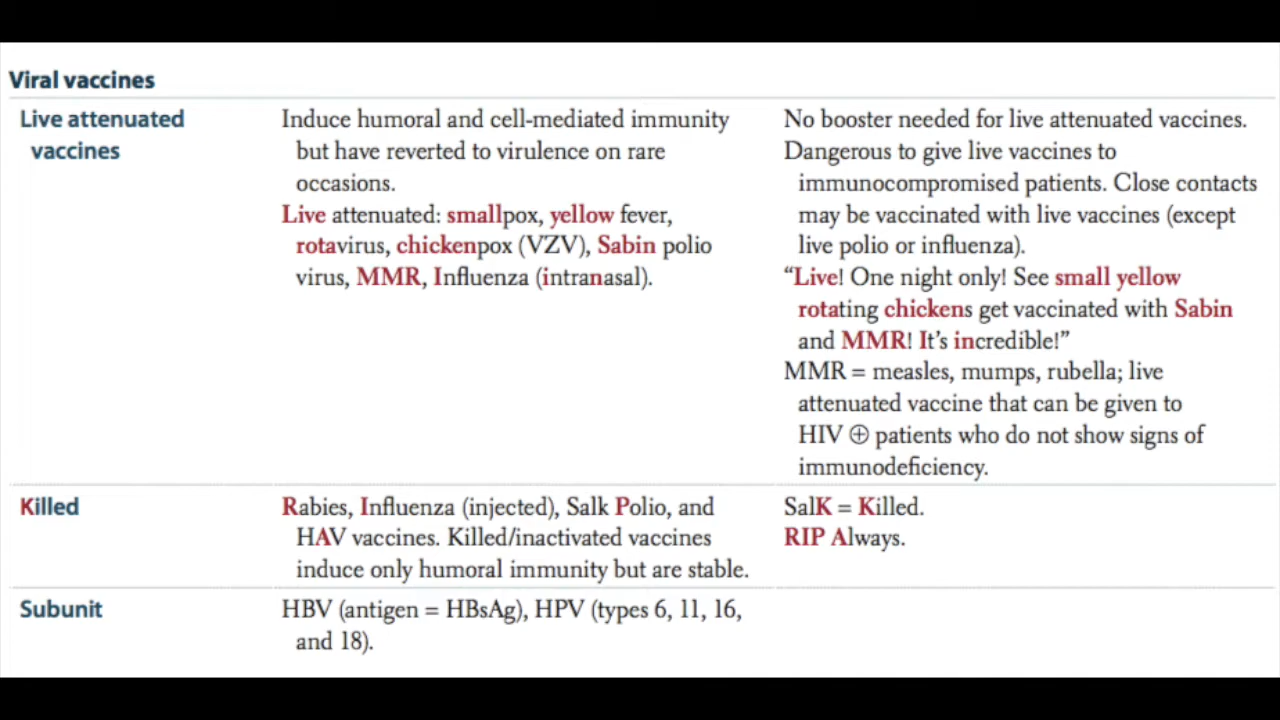 Viral vaccines
Live attenuated
vaccines
Induce humoral and cell-mediated immunity
but have reverted to virulence on rare
occasions.
Live attenuated: smallpox, yellow fever,
rotavirus, chickenpox (VZV), Sabin polio
virus, MMR, Influenza (intranasal).
No booster needed for live attenuated vaccines.
Dangerous to give live vaccines to
immunocompromised patients. Close contacts
may be vaccinated with live vaccines (except
live polio or influenza).
“Live! One night only! See small yellow
rotating chickens get vaccinated with Sabin
and MMR! It’s incredible!”
MMR = measles, mumps, rubella; live
attenuated vaccine that can be given to
HIV ⊕ patients who do not show signs of
immunodeficiency.
Killed
Rabies, Influenza (injected), Salk Polio, and
HAV vaccines. Killed/inactivated vaccines
induce only humoral immunity but are stable.
SalK = Killed.
RIP Always.
Subunit
HBV (antigen = HBsAg), HPV (types 6, 11, 16,
and 18).